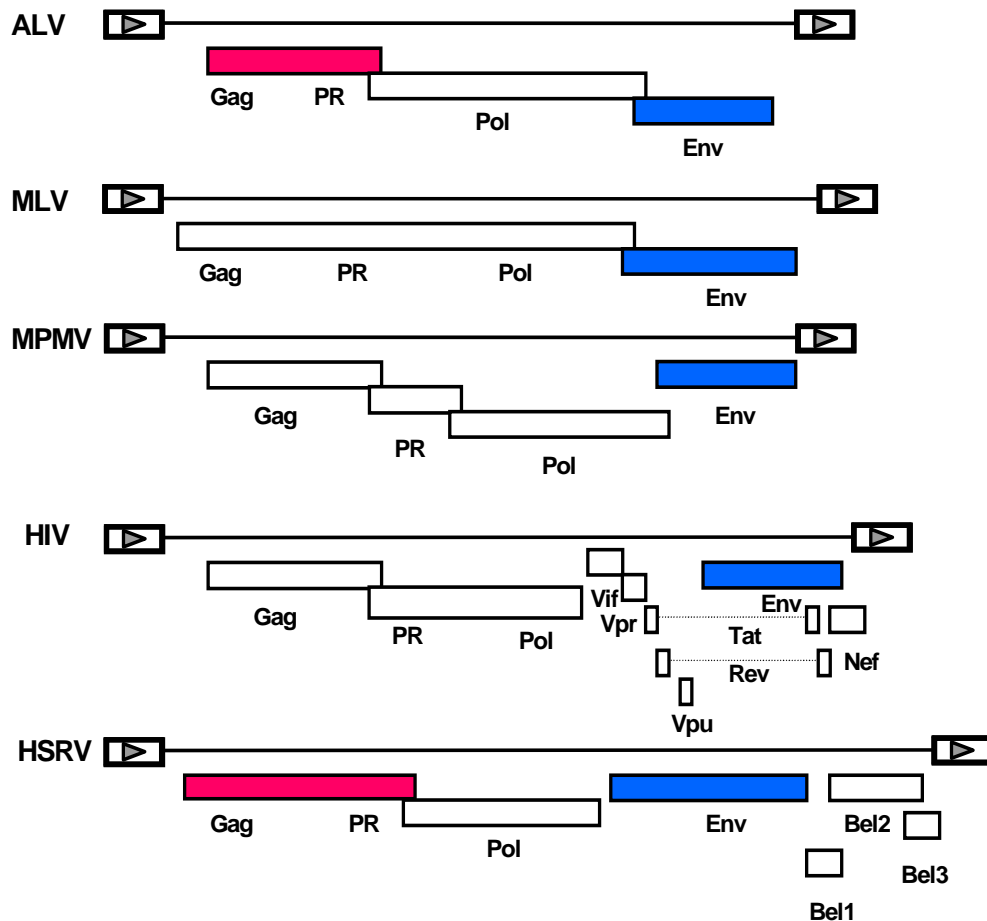 ALV
Gag PR
Pol
Env
MLV
Gag PR Pol
Env
MPMV
Gag
PR
Pol
Env
HIV
Gag
PR Pol
Vif
Vpr
Env
Tat
Rev
Nef
Vpu
HSRV
Gag PR
Pol
Env
Bel2
Bel3
Bel1